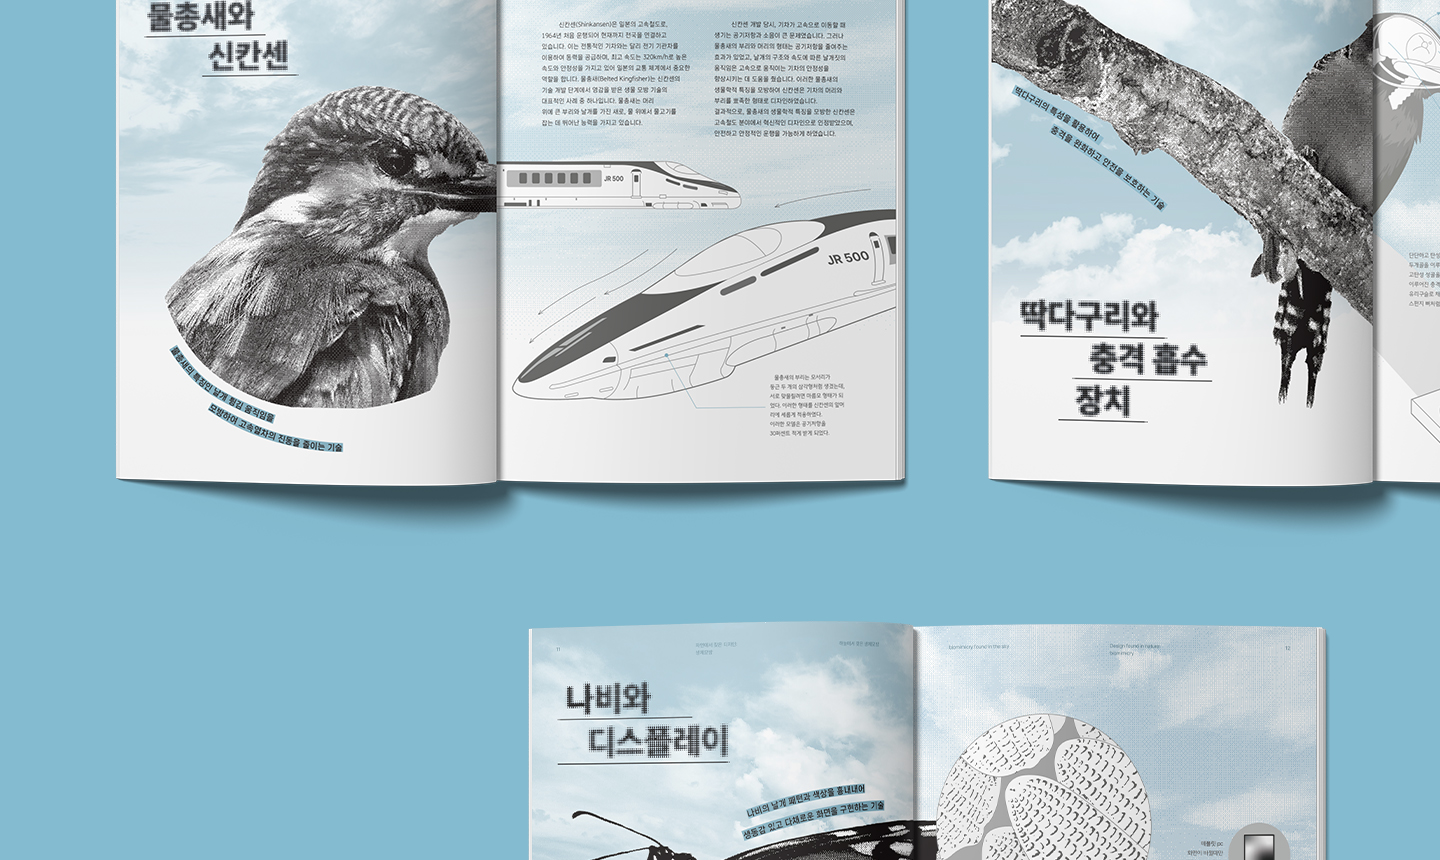 물총새와
신칸센
신칸센(Shinkansen)은 일본의 고속철도로,
1964년 처음 운행되어 현재까지 전국을 연결하고
있습니다. 이는 전통적인 기차와는 달리 전기 기관차를
이용하여 동력을 공급하며, 최고 속도는 320km/h로 높은
속도와 안정성을 가지고 있어 일본의 교통 체계에서 중요한
역할을 합니다. 물총새(Belted Kingfisher)는 신칸센의
기술 개발 단계에서 영감을 받은 생물 모방 기술의
대표적인 사례 중 하나입니다. 물총새는 머리
위에 큰 부리와 날개를 가진 새로, 물 위에서 물고기를
잡는 데 뛰어난 능력을 가지고 있습니다.
신칸센 개발 당시, 기차가 고속으로 이동할 때
생기는 공기저항과 소음이 큰 문제였습니다. 그러나
물총새의 부리와 머리의 형태는 공기저항을 줄여주는
효과가 있었고, 날개의 구조와 속도에 따른 날개짓의
움직임은 고속으로 움직이는 기차의 안정성을
향상시키는 데 도움을 줬습니다. 이러한 물총새의
생물학적 특징을 모방하여 신칸센은 기차의 머리와
부리를 뾰족한 형태로 디자인하였습니다.
결과적으로, 물총새의 생물학적 특징을 모방한 신칸센은
고속철도 분야에서 혁신적인 디자인으로 인정받았으며,
안전하고 안정적인 운행을 가능하게 하였습니다.
JR 500
JR 500
물총새의 부리는 모서리가
둥근 두 개의 삼각형처럼 생겼는데,
서로 맞물릴려면 마름모 형태가 되
었다. 이러한 형태를 신칸센의 앞머
리에 새롭게 적용하였다.
이러한 모델은 공기저항을
30퍼센트 적게 받게 되었다.
물총새의 특징인 날개 튕김 움직임을
모방하여 고속열차의 진동을 줄이는 기술
딱다구리의 특성을 활용하여
충격을 완화하고 안전을 보호하는 기술
딱다구리와
충격 흡수
장치
단단하고 탄성
두개골을 이루
고탄성 성글을
이루어진 충격
유리구슬로 채
스펀지 뼈처럼
11
자연에서 찾은 디자인:
생체모방
하늘에서 찾은 생체모방
Biomimicry found in the sky
Design found in nature:
biomimicry
12
나비와
디스플레이
나비의 날개 패턴과 색상을 흉내내어
생동감 있고 다채로운 화면을 구현하는 기술
태블릿 pc
화면이 바뀔때만